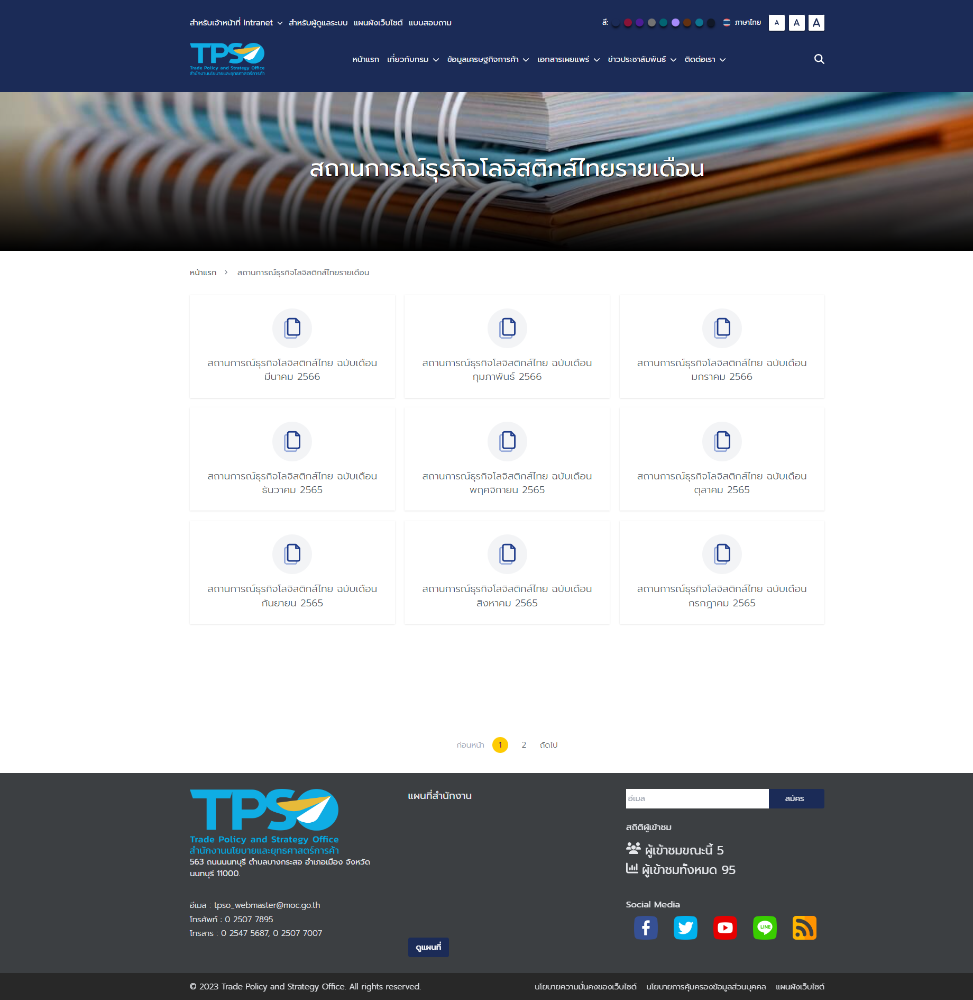 สำหรับเจ้าหน้าที่ Intranet สำหรับผู้ดูแลระบบ แผนผังเว็บไซต์ แบบสอบถาม
สี: ภาษาไทย A A A
TPSO
Trade Policy and Strategy Office
สำนักงานนโยบายและยุทธศาสตร์การค้า
หน้าแรก เกี่ยวกับกรม ข้อมูลเศรษฐกิจการค้า เอกสารเผยแพร่ ข่าวประชาสัมพันธ์ ติดต่อเรา
สถานการณ์ธุรกิจโลจิสติกส์ไทยรายเดือน
หน้าแรก > สถานการณ์ธุรกิจโลจิสติกส์ไทยรายเดือน
สถานการณ์ธุรกิจโลจิสติกส์ไทย ฉบับเดือน
มีนาคม 2566
สถานการณ์ธุรกิจโลจิสติกส์ไทย ฉบับเดือน
กุมภาพันธ์ 2566
สถานการณ์ธุรกิจโลจิสติกส์ไทย ฉบับเดือน
มกราคม 2566
สถานการณ์ธุรกิจโลจิสติกส์ไทย ฉบับเดือน
ธันวาคม 2565
สถานการณ์ธุรกิจโลจิสติกส์ไทย ฉบับเดือน
พฤศจิกายน 2565
สถานการณ์ธุรกิจโลจิสติกส์ไทย ฉบับเดือน
ตุลาคม 2565
สถานการณ์ธุรกิจโลจิสติกส์ไทย ฉบับเดือน
กันยายน 2565
สถานการณ์ธุรกิจโลจิสติกส์ไทย ฉบับเดือน
สิงหาคม 2565
สถานการณ์ธุรกิจโลจิสติกส์ไทย ฉบับเดือน
กรกฎาคม 2565
ก่อนหน้า 1 2 ถัดไป
TPSO
Trade Policy and Strategy Office
สำนักงานนโยบายและยุทธศาสตร์การค้า
563 ถนนนนทบุรี ตำบลบางกระสอ อำเภอเมือง จังหวัด
นนทบุรี 11000.
อีเมล : tpso_webmaster@moc.go.th
โทรศัพท์ : 0 2507 7895
โทรสาร : 0 2547 5687, 0 2507 7007
แผนที่สำนักงาน
ดูแผนที่
อีเมล สมัคร
สถิติผู้เข้าชม
ผู้เข้าชมขณะนี้ 5
ผู้เข้าชมทั้งหมด 95
Social Media
LINE
© 2023 Trade Policy and Strategy Office. All rights reserved.
นโยบายความมั่นคงของเว็บไซต์ นโยบายการคุ้มครองข้อมูลส่วนบุคคล แผนผังเว็บไซต์